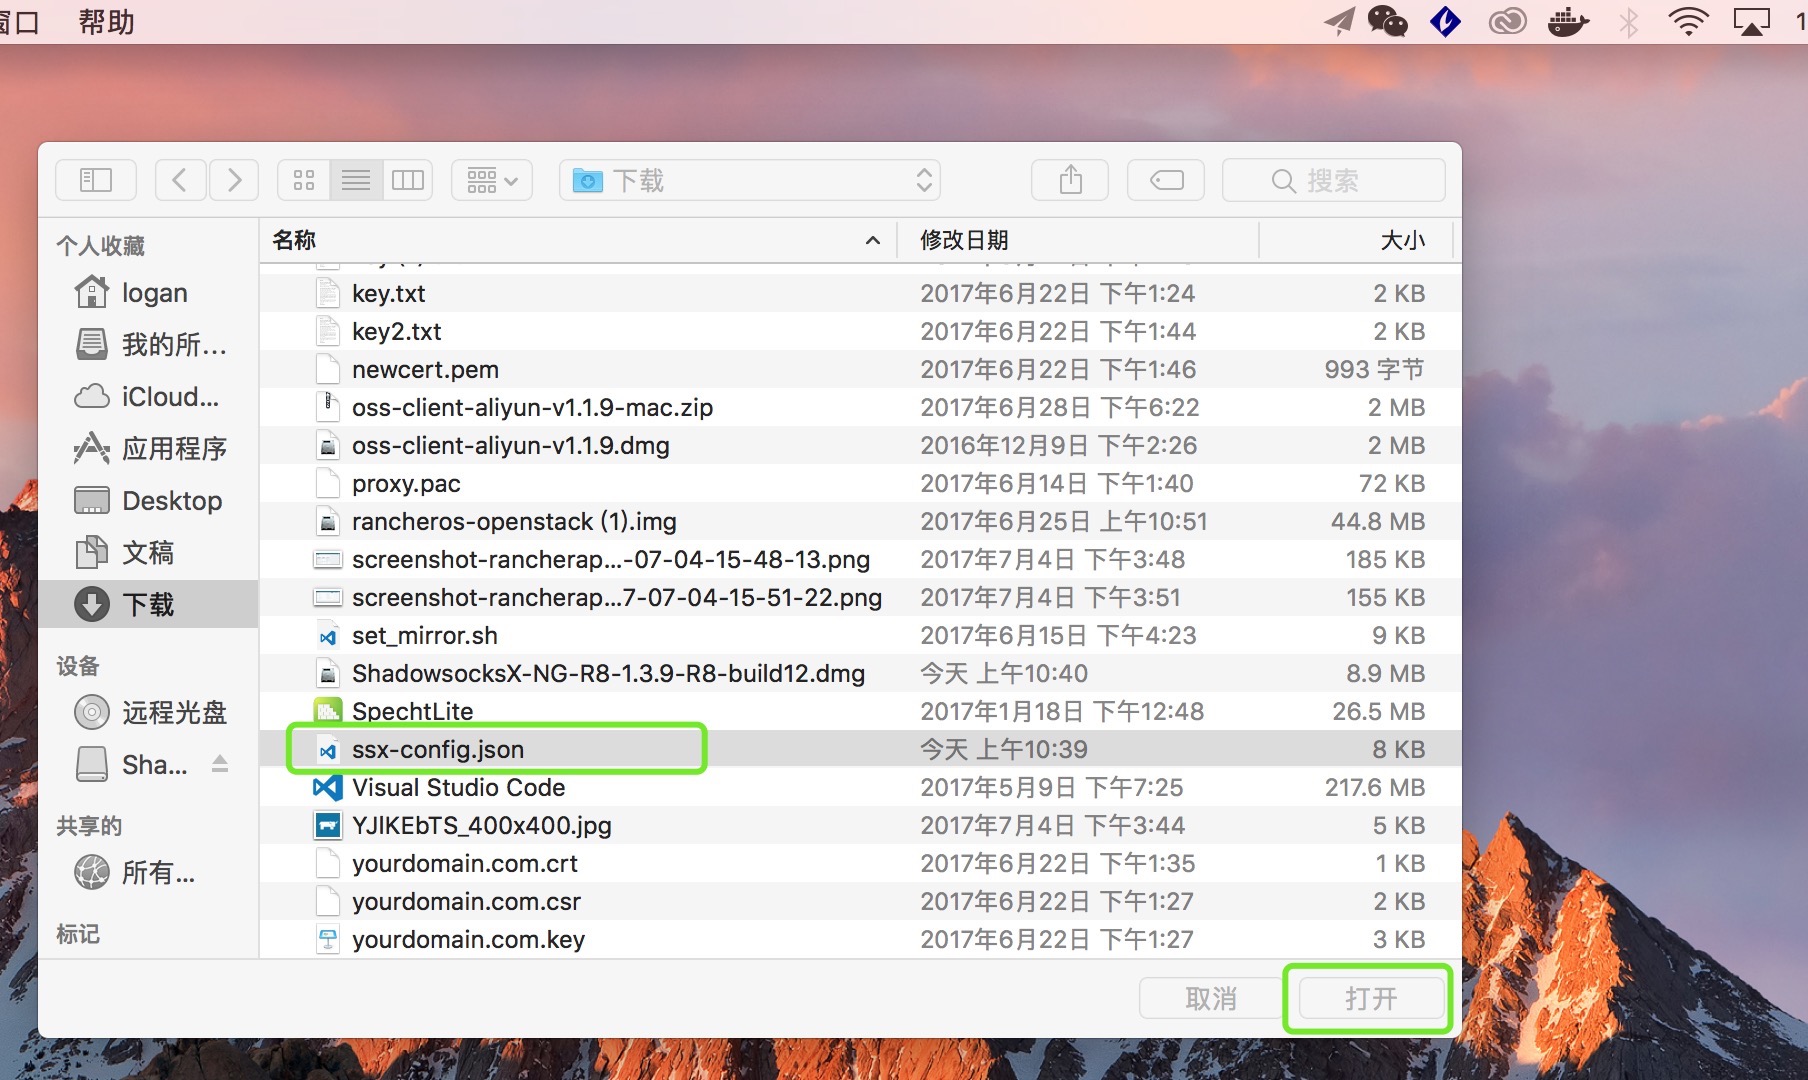 帮助
下载
搜索
个人收藏
logan
我的所...
iCloud...
应用程序
Desktop
文稿
下载
设备
远程光盘
Sha...
共享的
所有...
标记
名称 修改日期 大小
key.txt 2017年6月22日 下午1:24 2 KB
key2.txt 2017年6月22日 下午1:44 2 KB
newcert.pem 2017年6月22日 下午1:46 993 字节
oss-client-aliyun-v1.1.9-mac.zip 2017年6月28日 下午6:22 2 MB
oss-client-aliyun-v1.1.9.dmg 2016年12月9日 下午2:26 2 MB
proxy.pac 2017年6月14日 下午1:40 72 KB
rancheros-openstack (1).img 2017年6月25日 上午10:51 44.8 MB
screenshot-rancherap...-07-04-15-48-13.png 2017年7月4日 下午3:48 185 KB
screenshot-rancherap...7-07-04-15-51-22.png 2017年7月4日 下午3:51 155 KB
set_mirror.sh 2017年6月15日 下午4:23 9 KB
ShadowsocksX-NG-R8-1.3.9-R8-build12.dmg 今天 上午10:40 8.9 MB
SpechtLite 2017年1月18日 下午12:48 26.5 MB
ssx-config.json 今天 上午10:39 8 KB
Visual Studio Code 2017年5月9日 下午7:25 217.6 MB
YJlKEbTS_400x400.jpg 2017年7月4日 下午3:44 5 KB
yourdomain.com.crt 2017年6月22日 下午1:35 1 KB
yourdomain.com.csr 2017年6月22日 下午1:27 2 KB
yourdomain.com.key 2017年6月22日 下午1:27 3 KB
取消 打开